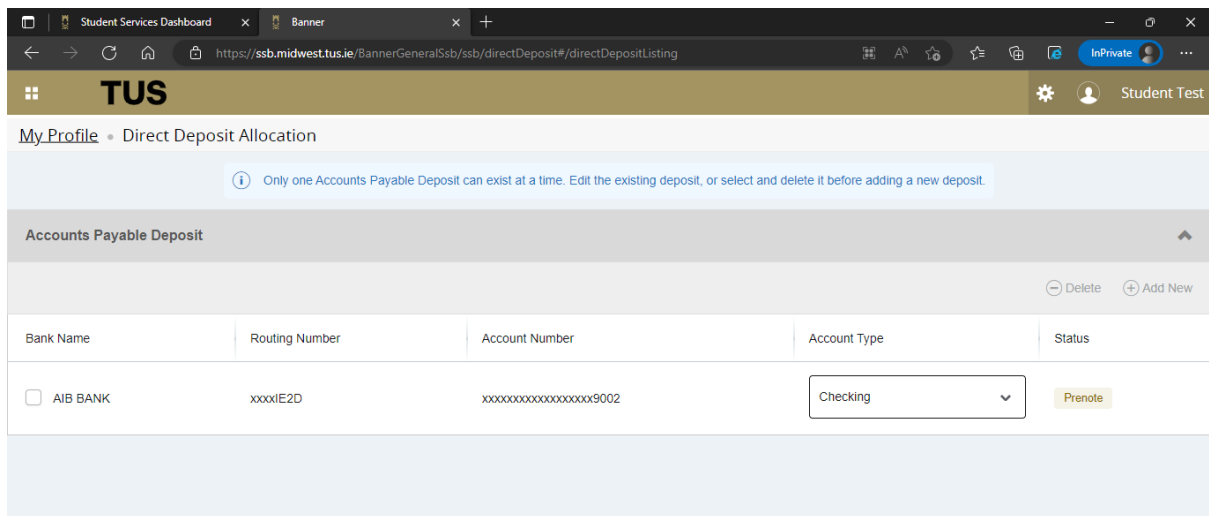 Student Services Dashboard
Banner
https://ssb.midwest.tus.ie/BannerGeneralSsb/ssb/directDeposit#/directDepositListing
InPrivate
TUS
Student Test
My Profile • Direct Deposit Allocation
Only one Accounts Payable Deposit can exist at a time. Edit the existing deposit, or select and delete it before adding a new deposit.
Accounts Payable Deposit
Delete Add New
Bank Name Routing Number Account Number Account Type Status
AIB BANK xxxxIE2D xxxxxxxxxxxxxxxxxx9002 Checking Prenote